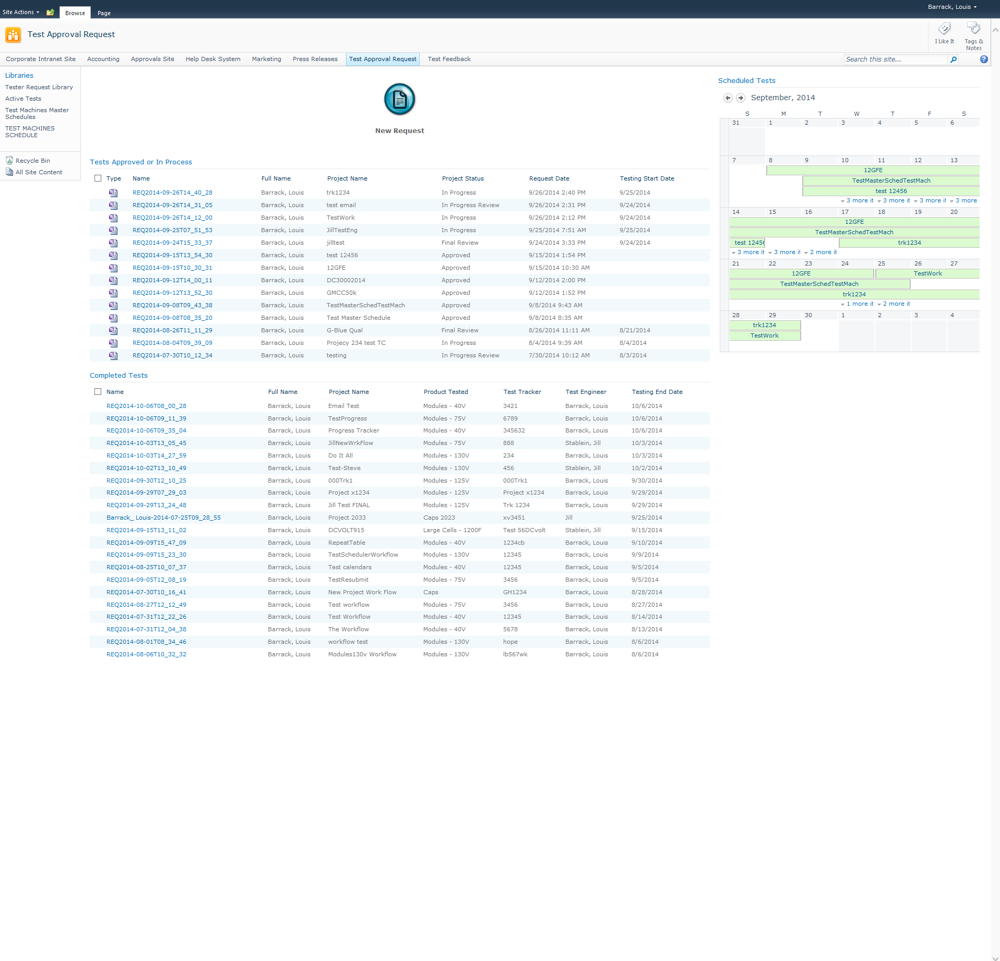 Site Actions Browse Page Barrack, Louis
Test Approval Request
I Like It
Tags &
Notes
Corporate Intranet Site Accounting Approvals Site Help Desk System Marketing Press Releases Test Approval Request Test Feedback Search this site...
Libraries
Tester Request Library
Active Tests
Test Machines Master
Schedules
TEST MACHINES
SCHEDULE
Recycle Bin
All Site Content
New Request
Tests Approved or In Process
Type Name Full Name Project Name Project Status Request Date Testing Start Date
REQ2014-09-26T14_40_28 Barrack, Louis trk1234 In Progress 9/26/2014 2:40 PM 9/25/2014
REQ2014-09-26T14_31_05 Barrack, Louis test email In Progress Review 9/26/2014 2:31 PM 9/24/2014
REQ2014-09-26T14_12_00 Barrack, Louis TestWork In Progress 9/26/2014 2:12 PM 9/24/2014
REQ2014-09-25T07_51_53 Barrack, Louis JillTestEng In Progress 9/25/2014 7:51 AM 9/25/2014
REQ2014-09-24T15_33_37 Barrack, Louis jilltest Final Review 9/24/2014 3:33 PM 9/24/2014
REQ2014-09-15T13_54_30 Barrack, Louis test 12456 Approved 9/15/2014 1:54 PM
REQ2014-09-15T10_30_31 Barrack, Louis 12GFE Approved 9/15/2014 10:30 AM
REQ2014-09-12T14_00_11 Barrack, Louis DC30002014 Approved 9/12/2014 2:00 PM
REQ2014-09-12T13_52_30 Barrack, Louis GMCC50k Approved 9/12/2014 1:52 PM
REQ2014-09-08T09_43_38 Barrack, Louis TestMasterSchedTestMach Approved 9/8/2014 9:43 AM
REQ2014-09-08T08_35_20 Barrack, Louis Test Master Schedule Approved 9/8/2014 8:35 AM
REQ2014-08-26T11_11_29 Barrack, Louis G-Blue Qual Final Review 8/26/2014 11:11 AM 8/21/2014
REQ2014-08-04T09_39_09 Barrack, Louis Projecy 234 test TC In Progress 8/4/2014 9:39 AM 8/4/2014
REQ2014-07-30T10_12_34 Barrack, Louis testing In Progress Review 7/30/2014 10:12 AM 8/3/2014
Completed Tests
Name Full Name Project Name Product Tested Test Tracker Test Engineer Testing End Date
REQ2014-10-06T08_00_28 Barrack, Louis Email Test Modules - 40V 3421 Barrack, Louis 10/6/2014
REQ2014-10-06T09_11_39 Barrack, Louis TestProgress Modules - 75V 6789 Barrack, Louis 10/6/2014
REQ2014-10-06T09_35_04 Barrack, Louis Progress Tracker Modules - 40V 345632 Barrack, Louis 10/6/2014
REQ2014-10-03T13_05_45 Barrack, Louis JillNewWrkFlow Modules - 75V 888 Stablein, Jill 10/3/2014
REQ2014-10-03T14_27_59 Barrack, Louis Do It All Modules - 130V 234 Barrack, Louis 10/3/2014
REQ2014-10-02T13_10_49 Barrack, Louis Test-Steve Modules - 130V 456 Stablein, Jill 10/2/2014
REQ2014-09-30T12_10_25 Barrack, Louis 000Trk1 Modules - 125V 000Trk1 Barrack, Louis 9/30/2014
REQ2014-09-29T07_29_03 Barrack, Louis Project x1234 Modules - 125V Project x1234 Barrack, Louis 9/29/2014
REQ2014-09-29T13_24_48 Barrack, Louis Jill Test FINAL Modules - 125V Trk 1234 Barrack, Louis 9/29/2014
Barrack_ Louis-2014-07-25T09_28_55 Barrack, Louis Project 2033 Caps 2023 xv3451 Jill 9/25/2014
REQ2014-09-15T13_11_02 Barrack, Louis DCVOLT915 Large Cells - 1200F Test 56DCvolt Stablein, Jill 9/15/2014
REQ2014-09-09T15_47_09 Barrack, Louis RepeatTable Modules - 40V 1234cb Barrack, Louis 9/10/2014
REQ2014-09-09T15_23_30 Barrack, Louis TestSchedulerWorkflow Modules - 130V 12345 Barrack, Louis 9/9/2014
REQ2014-08-25T10_07_37 Barrack, Louis Test calendars Modules - 40V 12345 Barrack, Louis 9/5/2014
REQ2014-09-05T12_08_19 Barrack, Louis TestResubmit Modules - 75V 3456 Barrack, Louis 9/5/2014
REQ2014-07-30T10_16_41 Barrack, Louis New Project Work Flow Caps GH1234 Barrack, Louis 8/28/2014
REQ2014-08-27T12_12_49 Barrack, Louis Test workflow Modules - 75V 3456 Barrack, Louis 8/27/2014
REQ2014-07-31T12_22_26 Barrack, Louis Test Workflow Modules - 40V 12345 Barrack, Louis 8/14/2014
REQ2014-07-31T12_04_38 Barrack, Louis The Workflow Modules - 40V 5678 Barrack, Louis 8/13/2014
REQ2014-08-01T08_34_46 Barrack, Louis workflow test Modules - 130V hope Barrack, Louis 8/6/2014
REQ2014-08-06T10_32_32 Barrack, Louis Modules130v Workflow Modules - 130V lb567wk Barrack, Louis 8/6/2014
Scheduled Tests
September, 2014
S M T W T F S
31 1 2 3 4 5 6
7 8 9 10 11 12 13
12GFE
TestMasterSchedTestMach
test 12456
3 more it 3 more it 3 more it 3 more
14 15 16 17 18 19 20
12GFE
TestMasterSchedTestMach
test 12456 trk1234
3 more it 3 more it 2 more it
21 22 23 24 25 26 27
12GFE TestWork
TestMasterSchedTestMach
trk1234
1 more it 2 more it
28 29 30 1 2 3 4
trk1234
TestWork